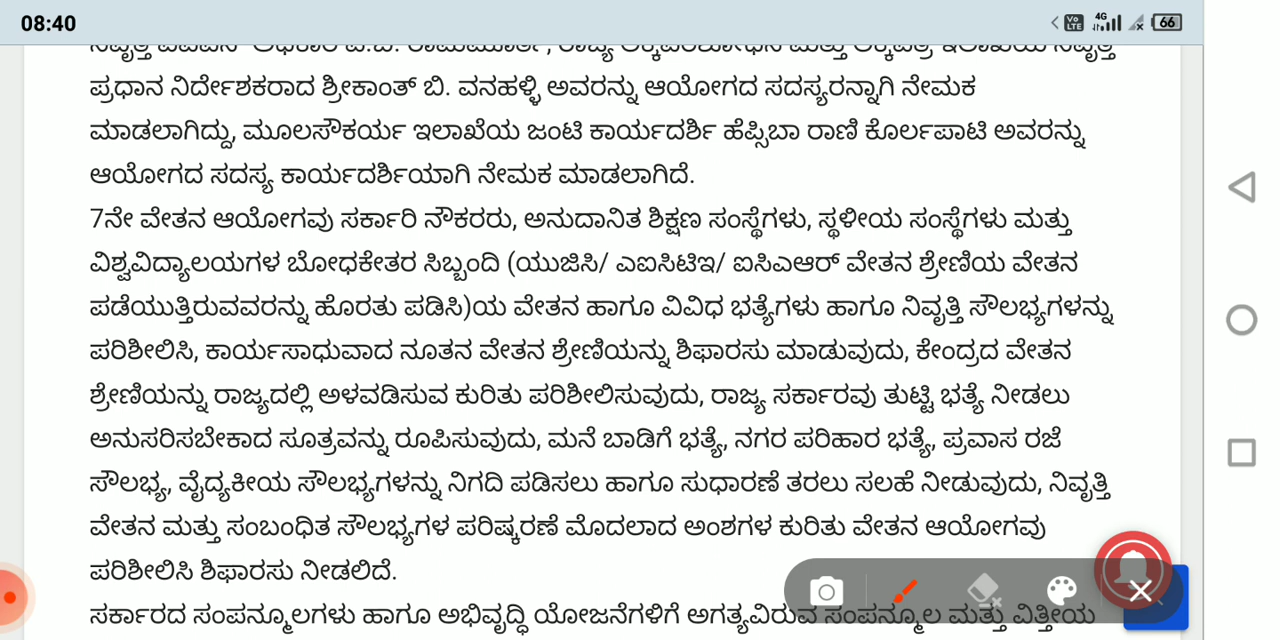 08:40
4G
Vo LTE
66
ಪ್ರಧಾನ ನಿರ್ದೇಶಕರಾದ ಶ್ರೀಕಾಂತ್ ಬಿ. ವನಹಳ್ಳಿ ಅವರನ್ನು ಆಯೋಗದ ಸದಸ್ಯರನ್ನಾಗಿ ನೇಮಕ
ಮಾಡಲಾಗಿದ್ದು, ಮೂಲಸೌಕರ್ಯ ಇಲಾಖೆಯ ಜಂಟಿ ಕಾರ್ಯದರ್ಶಿ ಹೆಪ್ಸಿಬಾ ರಾಣಿ ಕೊರ್ಲಪಾಟಿ ಅವರನ್ನು
ಆಯೋಗದ ಸದಸ್ಯ ಕಾರ್ಯದರ್ಶಿಯಾಗಿ ನೇಮಕ ಮಾಡಲಾಗಿದೆ.
7ನೇ ವೇತನ ಆಯೋಗವು ಸರ್ಕಾರಿ ನೌಕರರು, ಅನುದಾನಿತ ಶಿಕ್ಷಣ ಸಂಸ್ಥೆಗಳು, ಸ್ಥಳೀಯ ಸಂಸ್ಥೆಗಳು ಮತ್ತು
ವಿಶ್ವವಿದ್ಯಾಲಯಗಳ ಬೋಧಕೇತರ ಸಿಬ್ಬಂದಿ (ಯುಜಿಸಿ/ ಎಐಸಿಟಿಇ/ ಐಸಿಎಆರ್ ವೇತನ ಶ್ರೇಣಿಯ ವೇತನ
ಪಡೆಯುತ್ತಿರುವವರನ್ನು ಹೊರತು ಪಡಿಸಿ)ಯ ವೇತನ ಹಾಗೂ ವಿವಿಧ ಭತ್ಯೆಗಳು ಹಾಗೂ ನಿವೃತ್ತಿ ಸೌಲಭ್ಯಗಳನ್ನು
ಪರಿಶೀಲಿಸಿ, ಕಾರ್ಯಸಾಧುವಾದ ನೂತನ ವೇತನ ಶ್ರೇಣಿಯನ್ನು ಶಿಫಾರಸು ಮಾಡುವುದು, ಕೇಂದ್ರದ ವೇತನ
ಶ್ರೇಣಿಯನ್ನು ರಾಜ್ಯದಲ್ಲಿ ಅಳವಡಿಸುವ ಕುರಿತು ಪರಿಶೀಲಿಸುವುದು, ರಾಜ್ಯ ಸರ್ಕಾರವು ತುಟ್ಟಿ ಭತ್ಯೆ ನೀಡಲು
ಅನುಸರಿಸಬೇಕಾದ ಸೂತ್ರವನ್ನು ರೂಪಿಸುವುದು, ಮನೆ ಬಾಡಿಗೆ ಭತ್ಯೆ, ನಗರ ಪರಿಹಾರ ಭತ್ಯೆ, ಪ್ರವಾಸ ರಜೆ
ಸೌಲಭ್ಯ, ವೈದ್ಯಕೀಯ ಸೌಲಭ್ಯಗಳನ್ನು ನಿಗದಿ ಪಡಿಸಲು ಹಾಗೂ ಸುಧಾರಣೆ ತರಲು ಸಲಹೆ ನೀಡುವುದು, ನಿವೃತ್ತಿ
ವೇತನ ಮತ್ತು ಸಂಬಂಧಿತ ಸೌಲಭ್ಯಗಳ ಪರಿಷ್ಕರಣೆ ಮೊದಲಾದ ಅಂಶಗಳ ಕುರಿತು ವೇತನ ಆಯೋಗವು
ಪರಿಶೀಲಿಸಿ ಶಿಫಾರಸು ನೀಡಲಿದೆ.
ಸರ್ಕಾರದ ಸಂಪನ್ಮೂಲಗಳು ಹಾಗೂ ಅಭಿವೃದ್ಧಿ ಯೋಜನೆಗಳಿಗೆ ಅಗತ್ಯವಿರುವ ಸಂಪನ್ಮೂಲ ಮತ್ತು ವಿತ್ತೀಯ